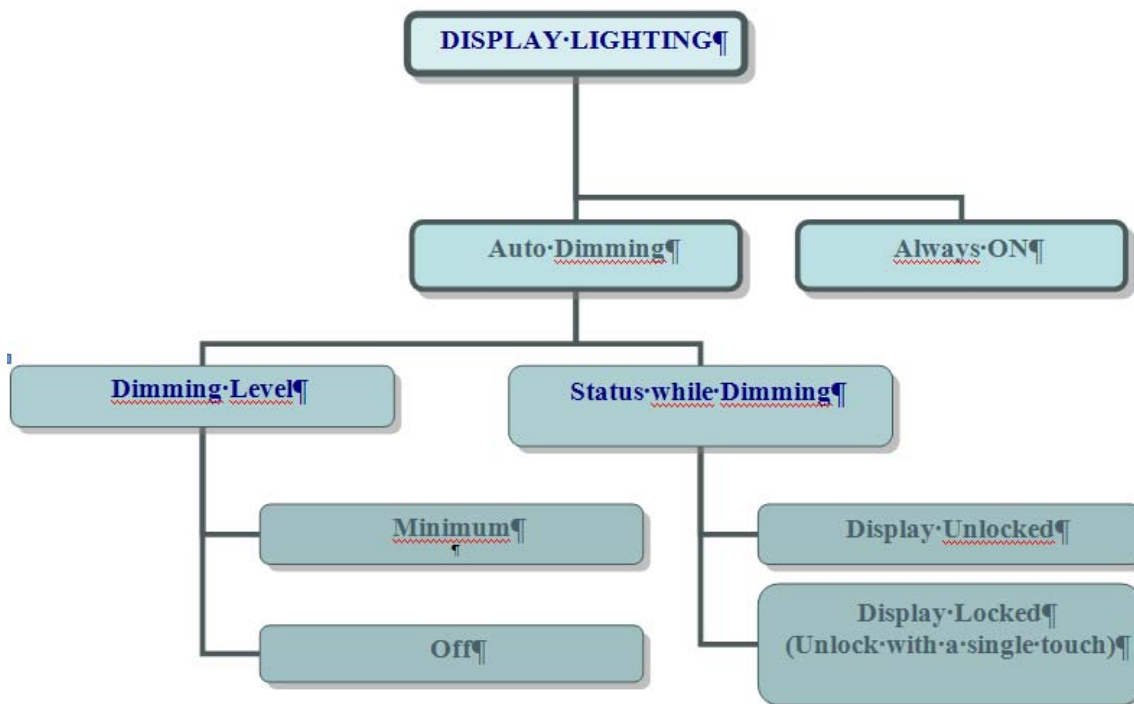 DISPLAY·LIGHTING¶
Auto·Dimming¶
Always·ON¶
Dimming·Level¶
Status·while·Dimming¶
Minimum¶
¶
Display·Unlocked¶
Off¶
Display·Locked¶
(Unlock·with·a·single·touch)¶